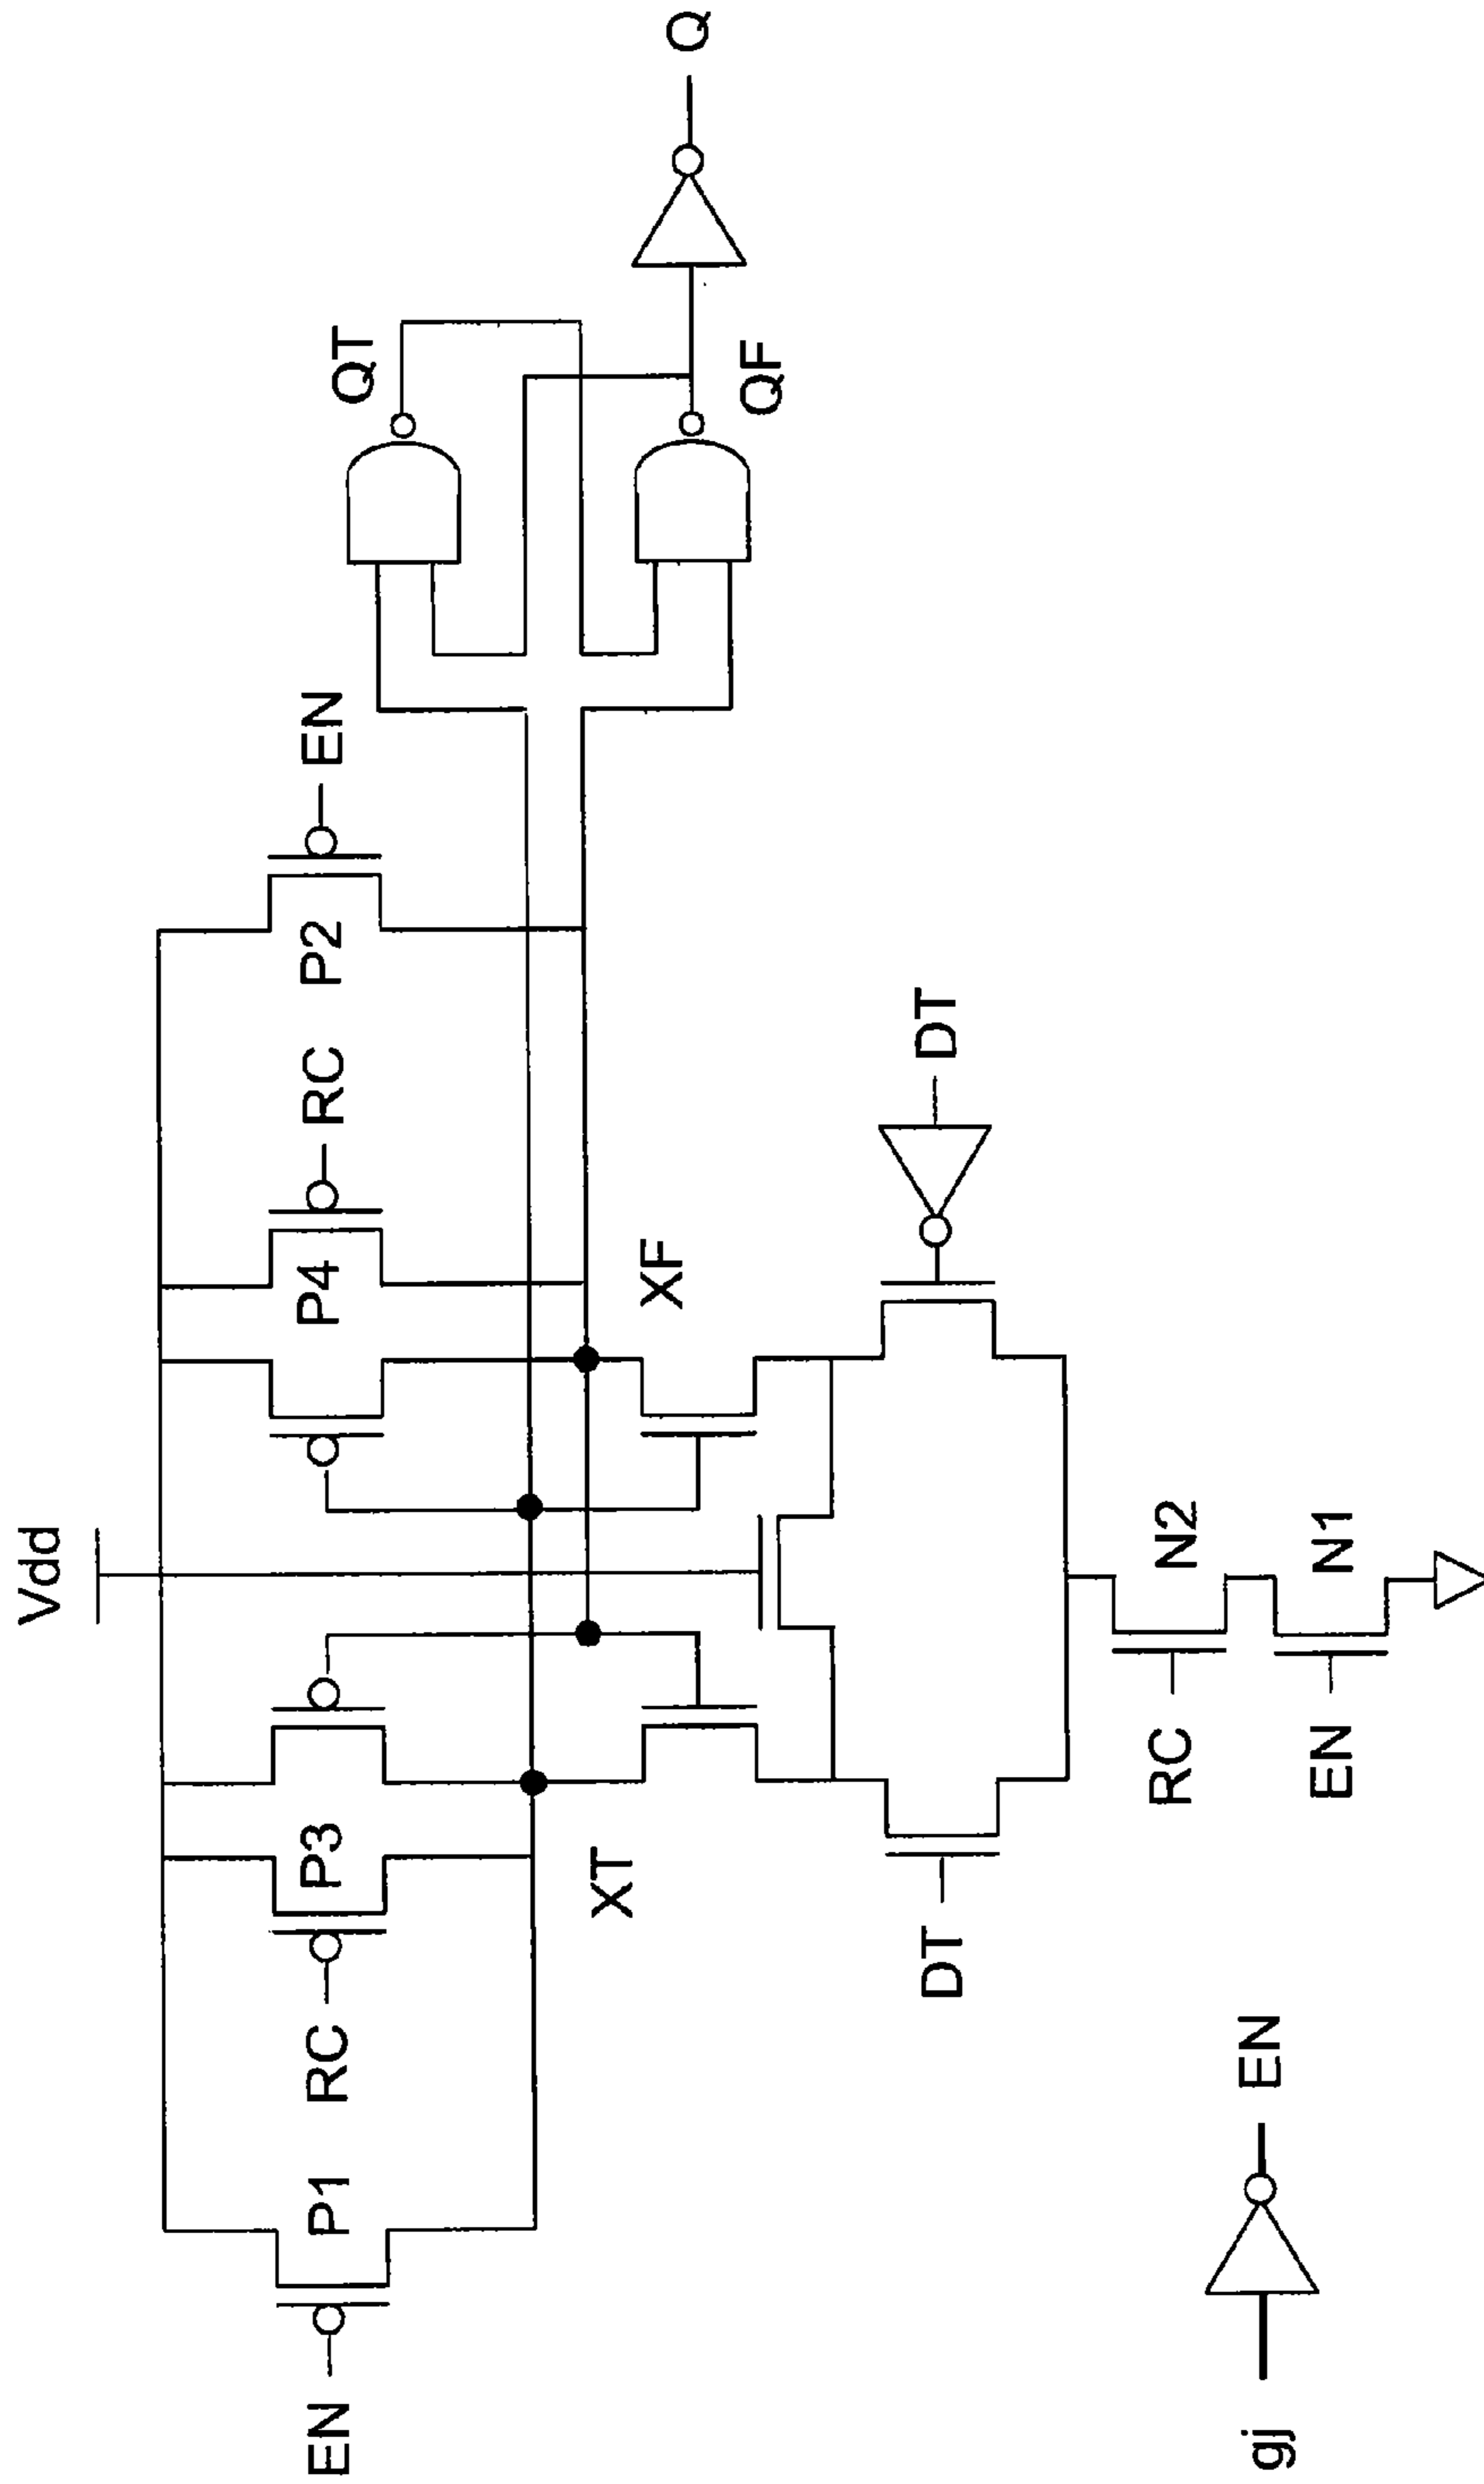 Vdd
EN
P1
RC
P3
P4
RC
P2
EN
QT
XT
XF
QF
Q
DT
DT
RC
N2
EN
N1
gj
EN